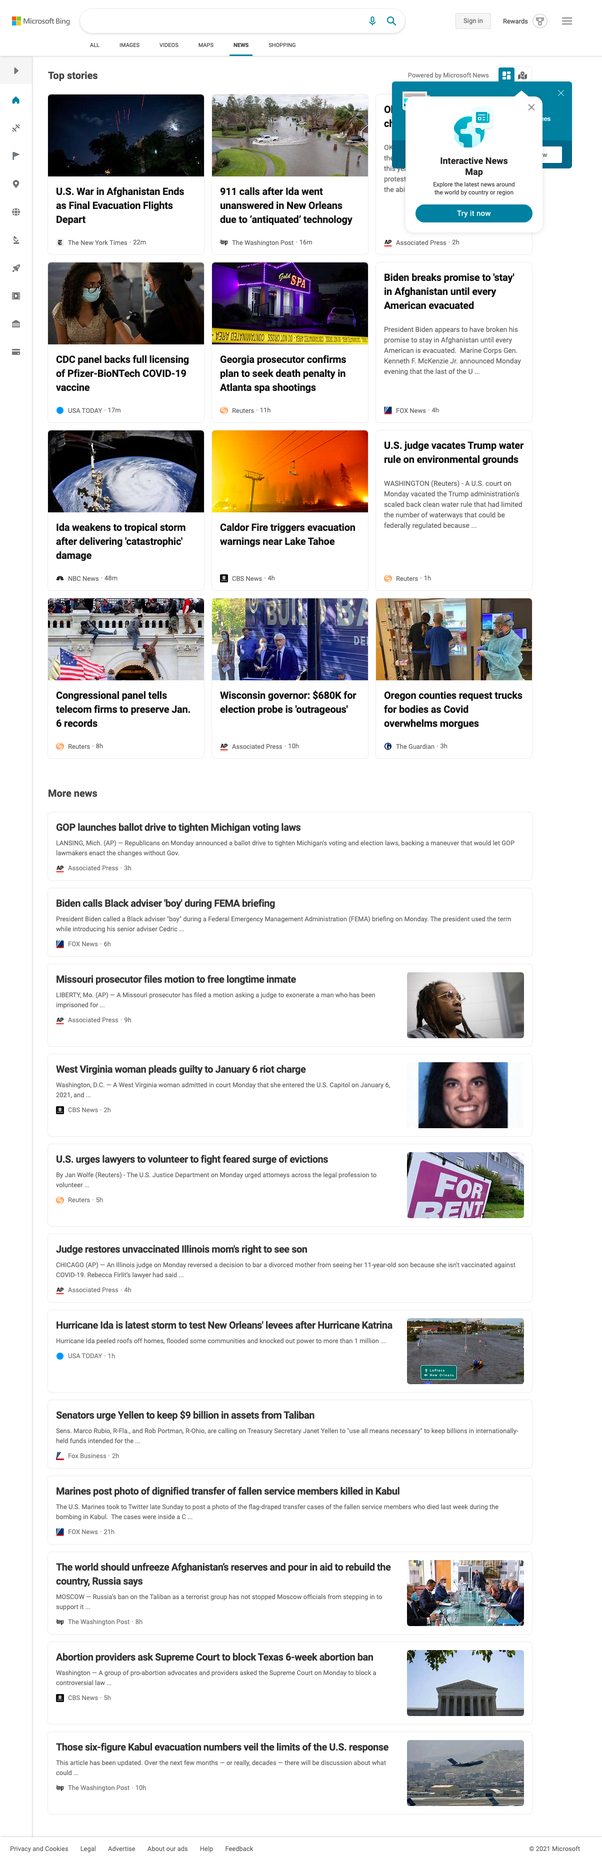 Microsoft Bing
Sign in
Rewards
ALL
IMAGES
VIDEOS
MAPS
NEWS
SHOPPING
Top stories
Powered by Microsoft News
Interactive News
Map
Explore the latest news around
the world by country or region
Try it now
U.S. War in Afghanistan Ends
as Final Evacuation Flights
Depart
The New York Times · 22m
911 calls after Ida went
unanswered in New Orleans
due to 'antiquated' technology
The Washington Post · 16m
AP Associated Press · 2h
CDC panel backs full licensing
of Pfizer-BioNTech COVID-19
vaccine
USA TODAY · 17m
Gold SPA
Georgia prosecutor confirms
plan to seek death penalty in
Atlanta spa shootings
Reuters · 11h
Biden breaks promise to 'stay'
in Afghanistan until every
American evacuated
President Biden appears to have broken his
promise to stay in Afghanistan until every
American is evacuated. Marine Corps Gen.
Kenneth F. McKenzie Jr. announced Monday
evening that the last of the U ...
FOX News · 4h
Ida weakens to tropical storm
after delivering 'catastrophic'
damage
NBC News · 48m
Caldor Fire triggers evacuation
warnings near Lake Tahoe
CBS News · 4h
U.S. judge vacates Trump water
rule on environmental grounds
WASHINGTON (Reuters) - A U.S. court on
Monday vacated the Trump administration's
scaled back clean water rule that had limited
the number of waterways that could be
federally regulated because ...
Reuters · 1h
Congressional panel tells
telecom firms to preserve Jan.
6 records
Reuters · 8h
Wisconsin governor: $680K for
election probe is 'outrageous'
AP Associated Press · 10h
Oregon counties request trucks
for bodies as Covid
overwhelms morgues
The Guardian · 3h
More news
GOP launches ballot drive to tighten Michigan voting laws
LANSING, Mich. (AP) — Republicans on Monday announced a ballot drive to tighten Michigan's voting and election laws, backing a maneuver that would let GOP
lawmakers enact the changes without Gov.
AP Associated Press · 3h
Biden calls Black adviser 'boy' during FEMA briefing
President Biden called a Black adviser "boy" during a Federal Emergency Management Administration (FEMA) briefing on Monday. The president used the term
while introducing his senior adviser Cedric ...
FOX News · 6h
Missouri prosecutor files motion to free longtime inmate
LIBERTY, Mo. (AP) — A Missouri prosecutor has filed a motion asking a judge to exonerate a man who has been
imprisoned for ...
AP Associated Press · 9h
West Virginia woman pleads guilty to January 6 riot charge
Washington, D.C. — A West Virginia woman admitted in court Monday that she entered the U.S. Capitol on January 6,
2021, and ...
CBS News · 2h
U.S. urges lawyers to volunteer to fight feared surge of evictions
By Jan Wolfe (Reuters) - The U.S. Justice Department on Monday urged attorneys across the legal profession to
volunteer ...
Reuters · 5h
FOR
RENT
Judge restores unvaccinated Illinois mom's right to see son
CHICAGO (AP) — An Illinois judge on Monday reversed a decision to bar a divorced mother from seeing her 11-year-old son because she isn't vaccinated against
COVID-19. Rebecca Firlit's lawyer had said ...
AP Associated Press · 4h
Hurricane Ida is latest storm to test New Orleans' levees after Hurricane Katrina
Hurricane Ida peeled roofs off homes, flooded some communities and knocked out power to more than 1 million ...
USA TODAY · 1h
LaPlace
New Orleans
Senators urge Yellen to keep $9 billion in assets from Taliban
Sens. Marco Rubio, R-Fla., and Rob Portman, R-Ohio, are calling on Treasury Secretary Janet Yellen to "use all means necessary" to keep billions in internationally-
held funds intended for the ...
Fox Business · 2h
Marines post photo of dignified transfer of fallen service members killed in Kabul
The U.S. Marines took to Twitter late Sunday to post a photo of the flag-draped transfer cases of the fallen service members who died last week during the
bombing in Kabul. The cases were inside a C ...
FOX News · 21h
The world should unfreeze Afghanistan's reserves and pour in aid to rebuild the
country, Russia says
MOSCOW — Russia's ban on the Taliban as a terrorist group has not stopped Moscow officials from stepping in to
support it ...
The Washington Post · 8h
Abortion providers ask Supreme Court to block Texas 6-week abortion ban
Washington — A group of pro-abortion advocates and providers asked the Supreme Court on Monday to block a
controversial law ...
CBS News · 5h
Those six-figure Kabul evacuation numbers veil the limits of the U.S. response
This article has been updated. Over the next few months — or really, decades — there will be discussion about what
could ...
The Washington Post · 10h
Privacy and Cookies
Legal
Advertise
About our ads
Help
Feedback
© 2021 Microsoft